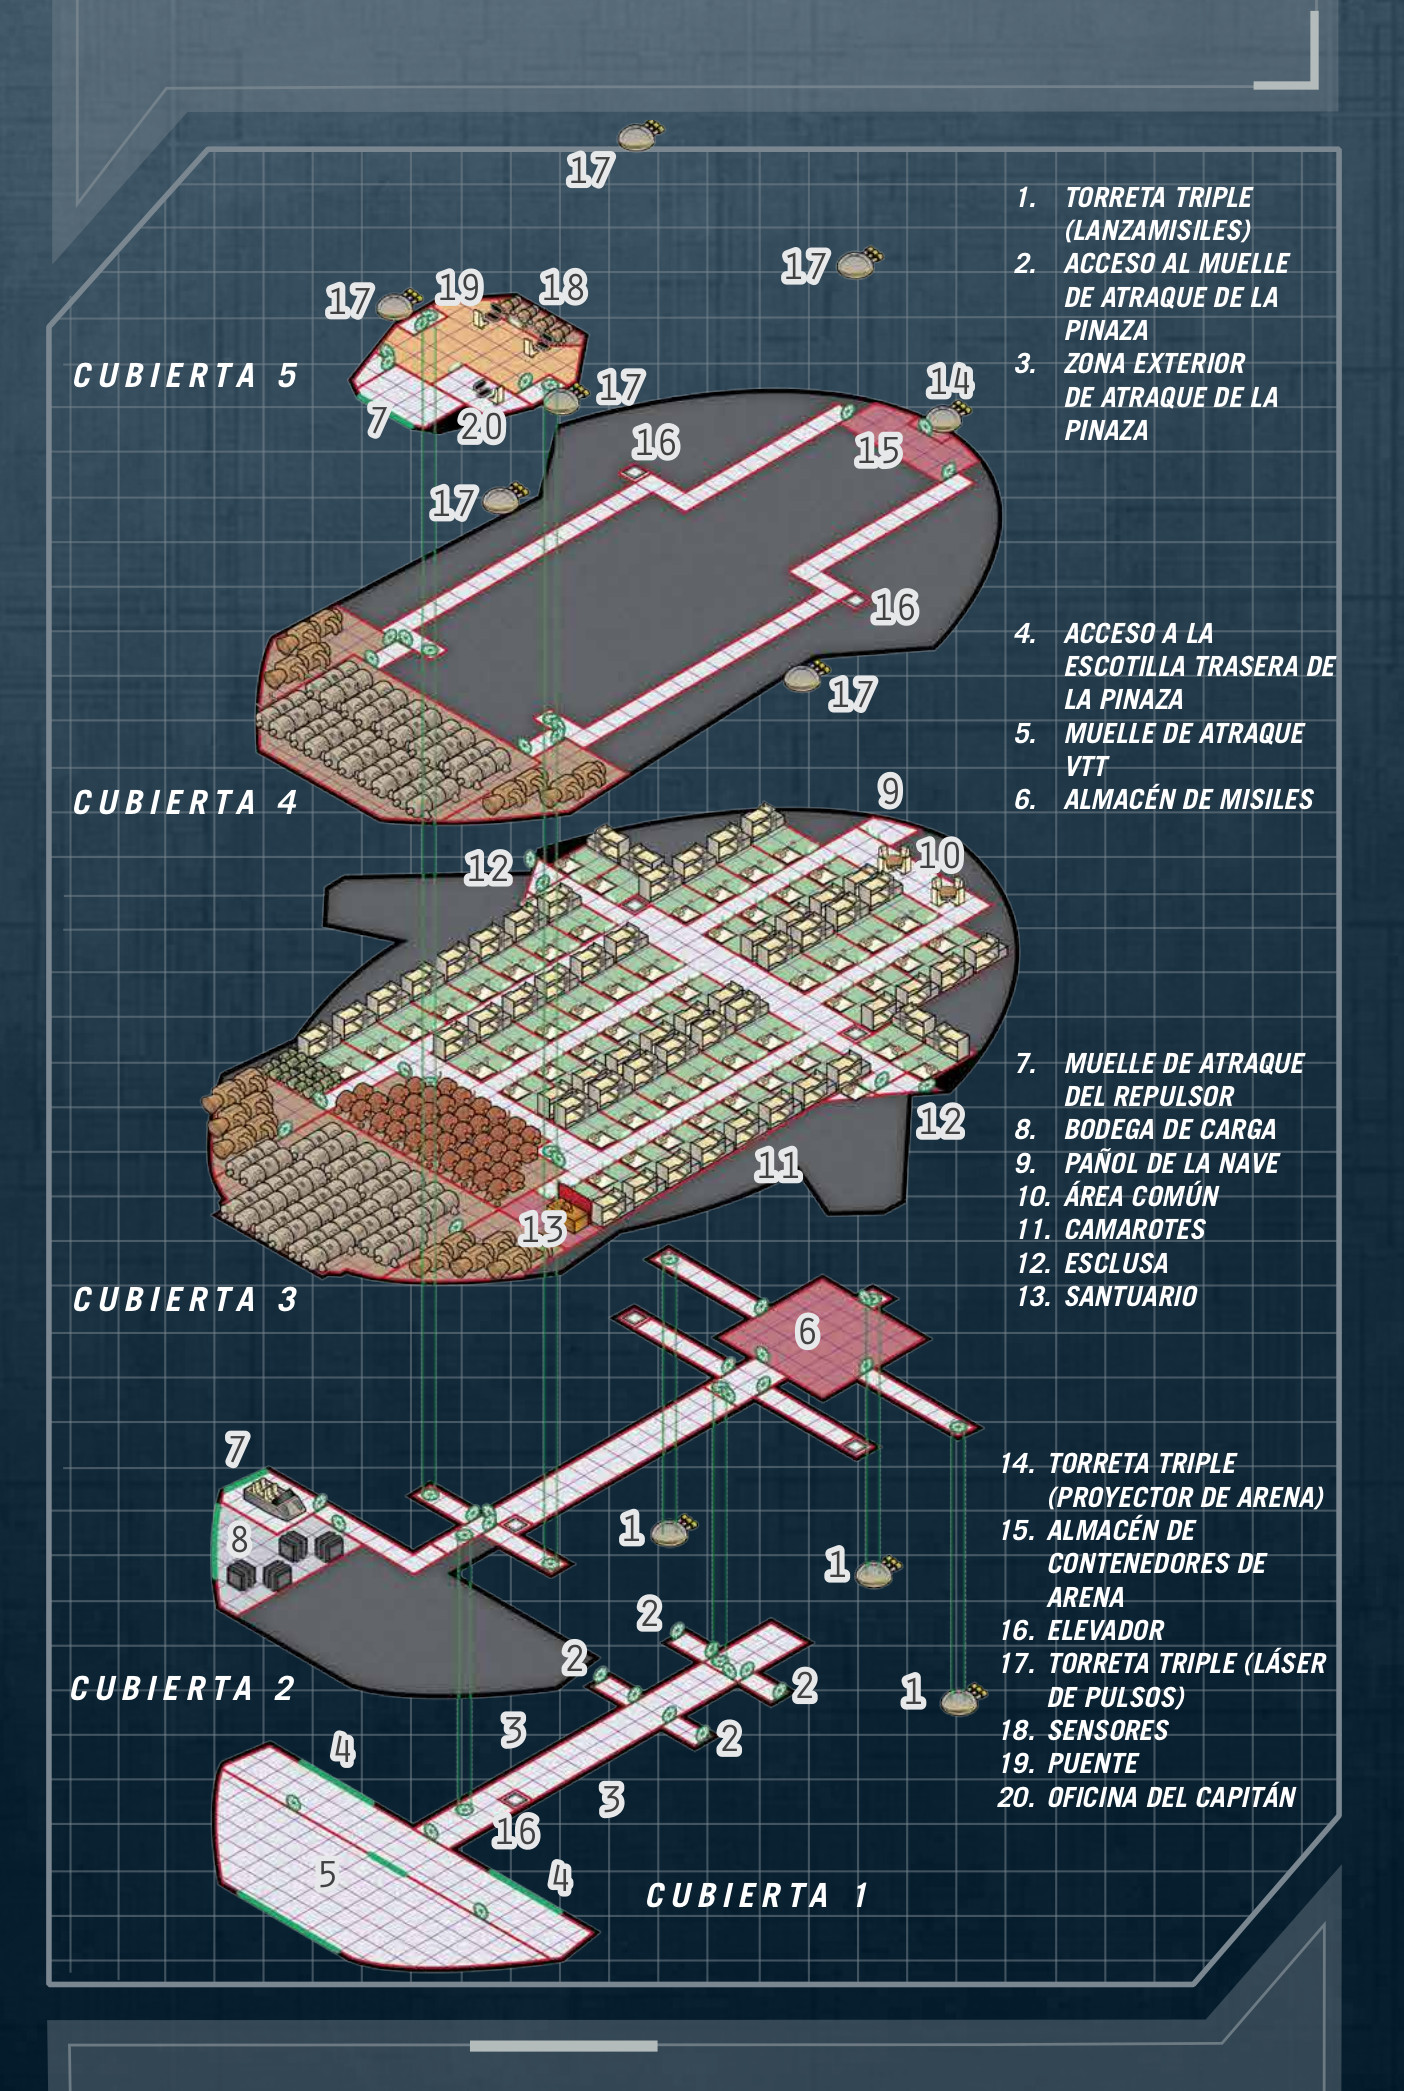 17
1. TORRETA TRIPLE
(LANZAMISILES)
2. ACCESO AL MUELLE
DE ATRAQUE DE LA
PINAZA
3. ZONA EXTERIOR
DE ATRAQUE DE LA
PINAZA
17
17
19
18
CUBIERTA 5
17
14
7
20
16
15
17
16
17
4. ACCESO A LA
ESCOTILLA TRASERA DE
LA PINAZA
5. MUELLE DE ATRAQUE
VTT
6. ALMACÉN DE MISILES
CUBIERTA 4
9
12
10
7. MUELLE DE ATRAQUE
DEL REPULSOR
8. BODEGA DE CARGA
9. PAÑOL DE LA NAVE
10. ÁREA COMÚN
11. CAMAROTES
12. ESCLUSA
13. SANTUARIO
12
11
13
CUBIERTA 3
6
7
8
1
1
14. TORRETA TRIPLE
(PROYECTOR DE ARENA)
15. ALMACÉN DE
CONTENEDORES DE
ARENA
16. ELEVADOR
17. TORRETA TRIPLE (LÁSER
DE PULSOS)
18. SENSORES
19. PUENTE
20. OFICINA DEL CAPITÁN
2
2
CUBIERTA 2
2
1
3
2
4
3
16
5
4
CUBIERTA 1